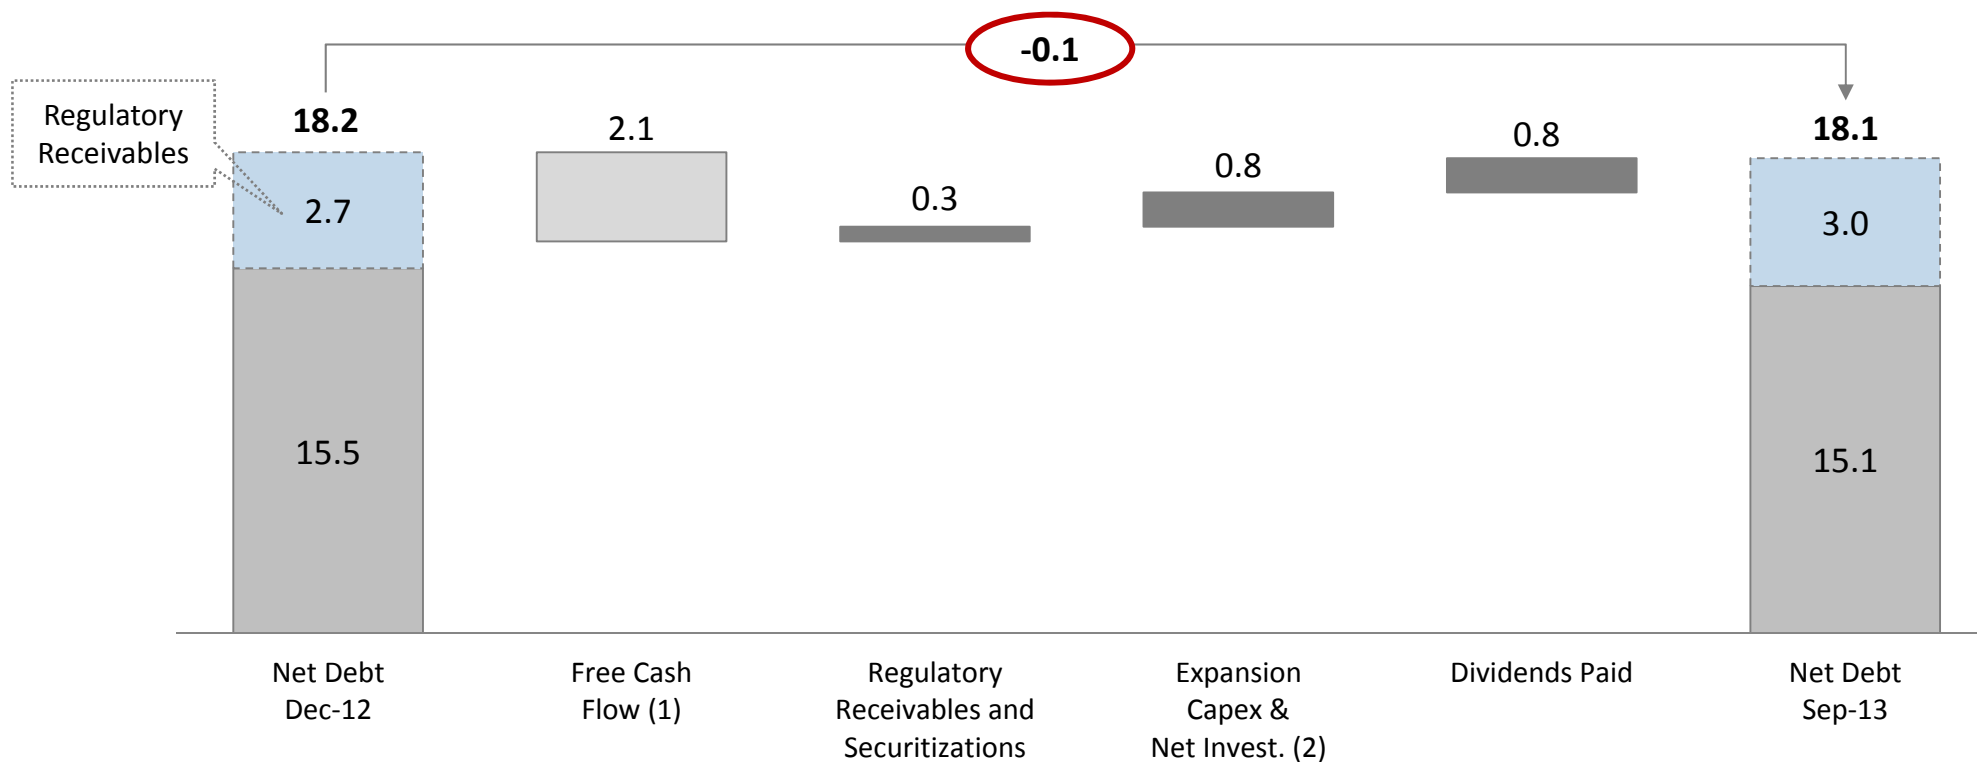 -0.1
Regulatory
Receivables
18.2
2.1
0.3
0.8
0.8
18.1
2.7
3.0
15.5
15.1
Net Debt
Dec-12
Free Cash
Flow (1)
Regulatory
Receivables and
Securitizations
Expansion
Capex &
Net Invest. (2)
Dividends Paid
Net Debt
Sep-13